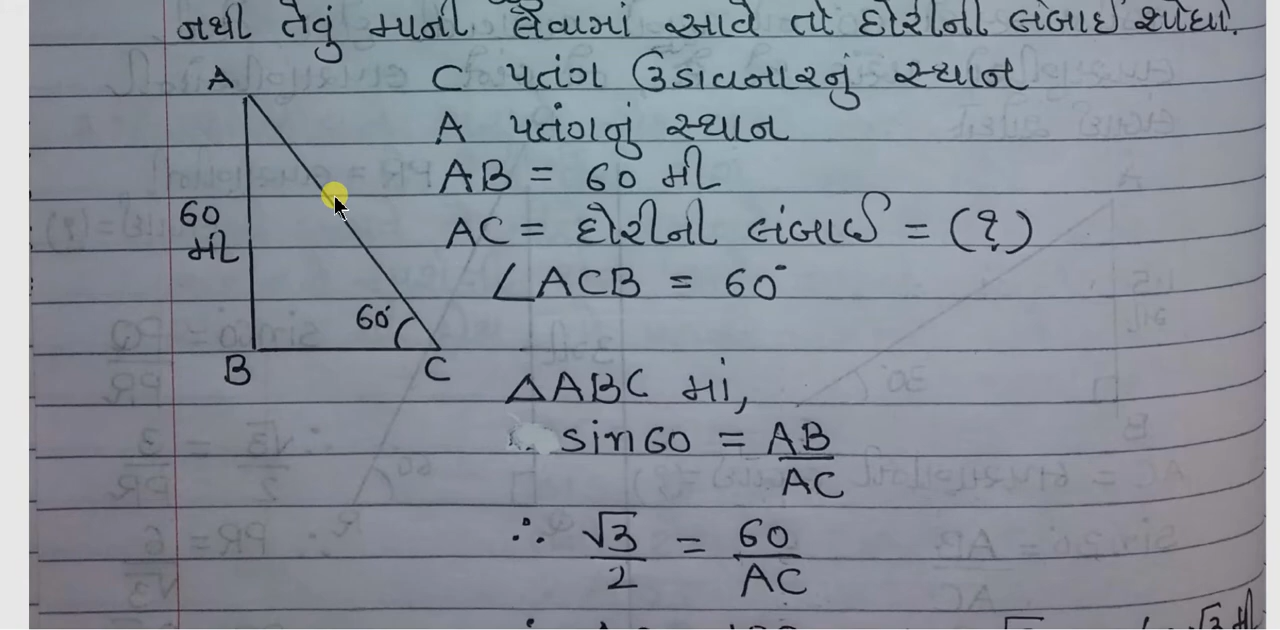 નથી તેવું માની લેવામાં આવે તો દોરીની લંબાઈ શોધો.
A
C પતંગ ઉડાવનારનું સ્થાન
A પતંગનું સ્થાન
AB = 60 મી
60
મી
AC = દોરીની લંબાઈ = (?)
∠ACB = 60°
60°
B
C
△ABC માં,
sin60 = AB/AC
∴ √3/2 = 60/AC